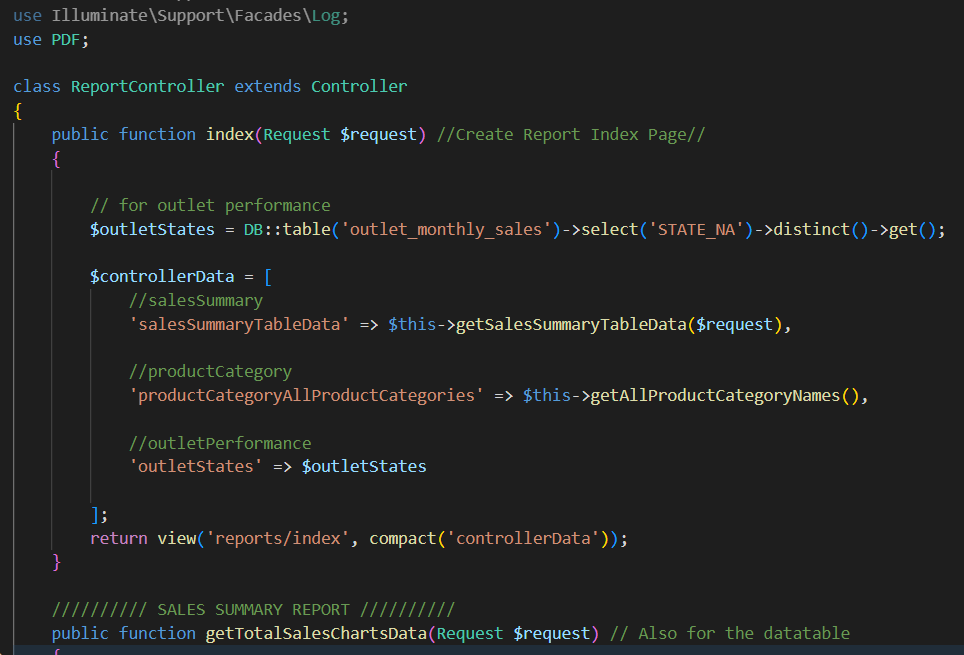 use Illuminate\Support\Facades\Log;
use PDF;
class ReportController extends Controller
{
public function index(Request $request) //Create Report Index Page//
{
// for outlet performance
$outletStates = DB::table('outlet_monthly_sales')->select('STATE_NA')->distinct()->get();
$controllerData = [
//salesSummary
'salesSummaryTableData' => $this->getSalesSummaryTableData($request),
//productCategory
'productCategoryAllProductCategories' => $this->getAllProductCategoryNames(),
//outletPerformance
'outletStates' => $outletStates
];
return view('reports/index', compact('controllerData'));
}
////////// SALES SUMMARY REPORT //////////
public function getTotalSalesChartsData(Request $request) // Also for the datatable
{